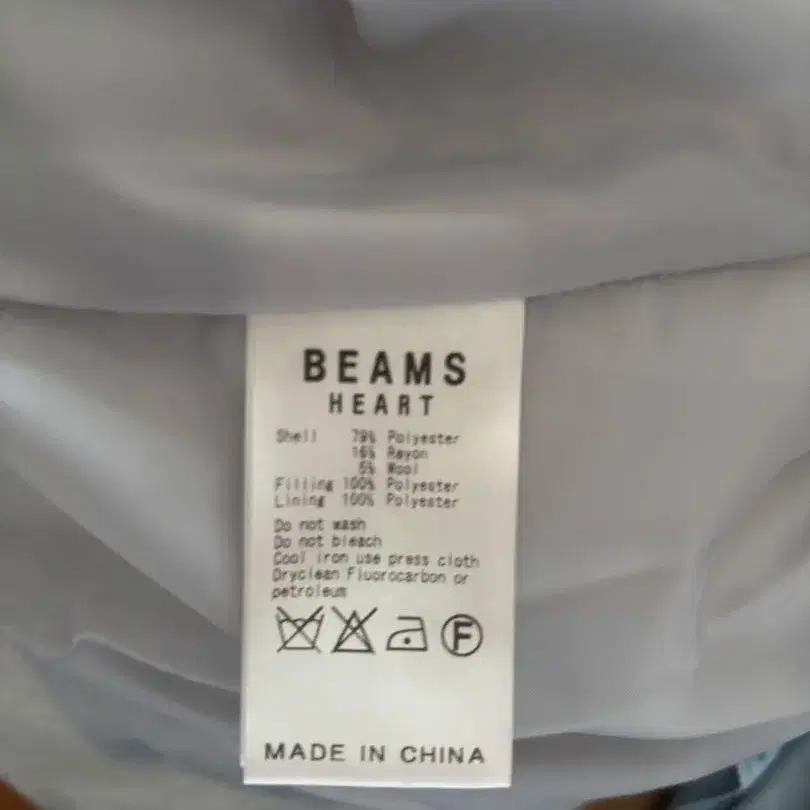 BEAMS
HEART
Shell 79% Polyester
16% Rayon
5% Wool
Filling 100% Polyester
Lining 100% Polyester
Do not wash
Do not bleach
Cool iron use press cloth
Dryclean Fluorocarbon or
petroleum
F
MADE IN CHINA